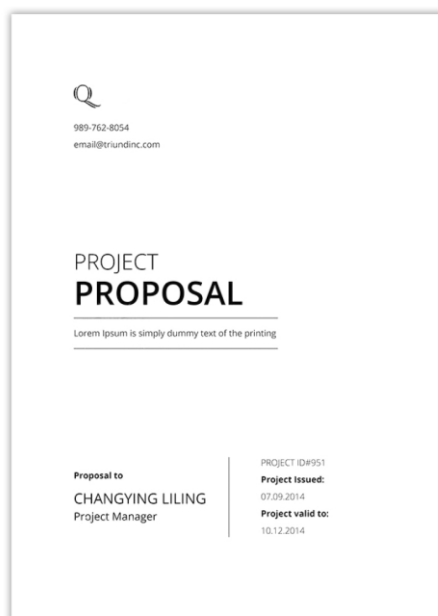 Q
989-762-8054
email@triundinc.com
PROJECT
PROPOSAL
Lorem Ipsum is simply dummy text of the printing
Proposal to
CHANGYING LILING
Project Manager
PROJECT ID#951
Project Issued:
07.09.2014
Project valid to:
10.12.2014